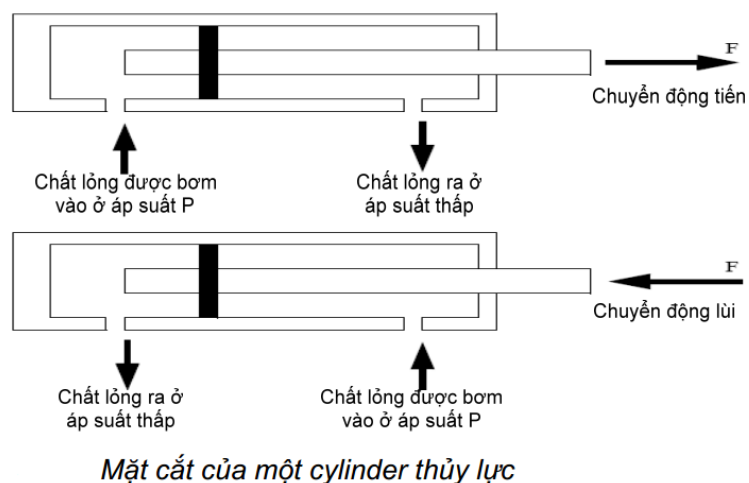 F
Chuyển động tiến
Chất lỏng được bơm
vào ở áp suất P
Chất lỏng ra ở
áp suất thấp
F
Chuyển động lùi
Chất lỏng ra ở
áp suất thấp
Chất lỏng được bơm
vào ở áp suất P
Mặt cắt của một cylinder thủy lực